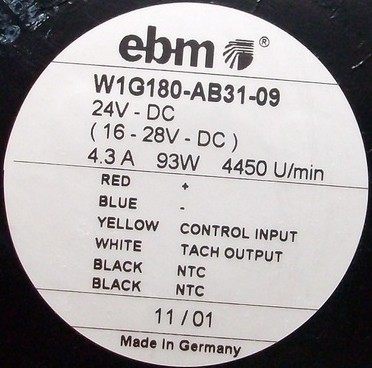 ebm ®
W1G180-AB31-09
24V - DC
( 16 - 28V - DC )
4.3 A 93W 4450 U/min
RED +
BLUE -
YELLOW CONTROL INPUT
WHITE TACH OUTPUT
BLACK NTC
BLACK NTC
11 / 01
Made in Germany